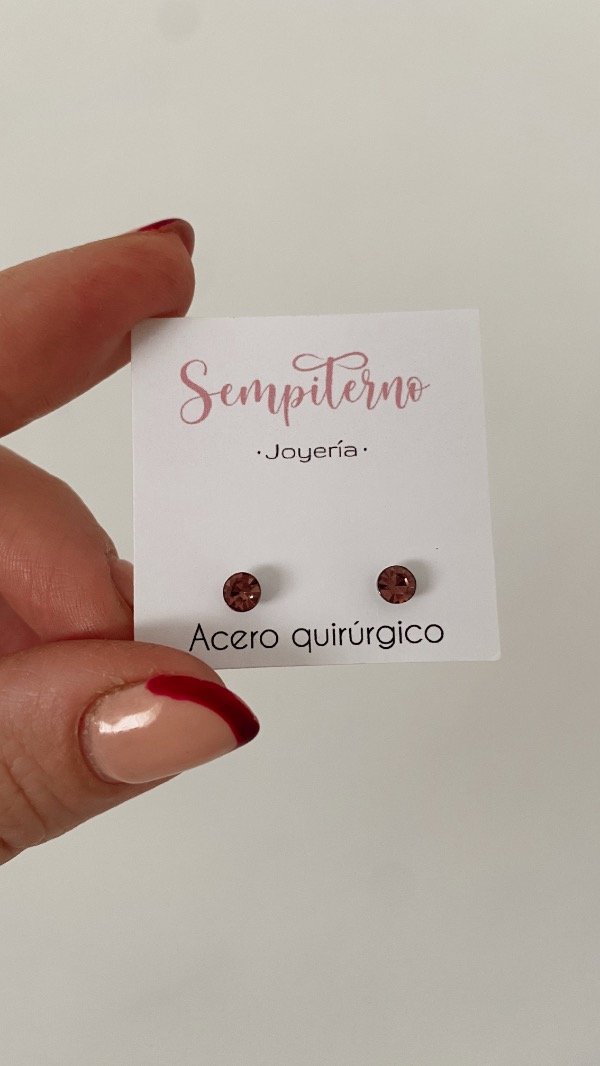 Sempiterno
·Joyería·
Acero quirúrgico